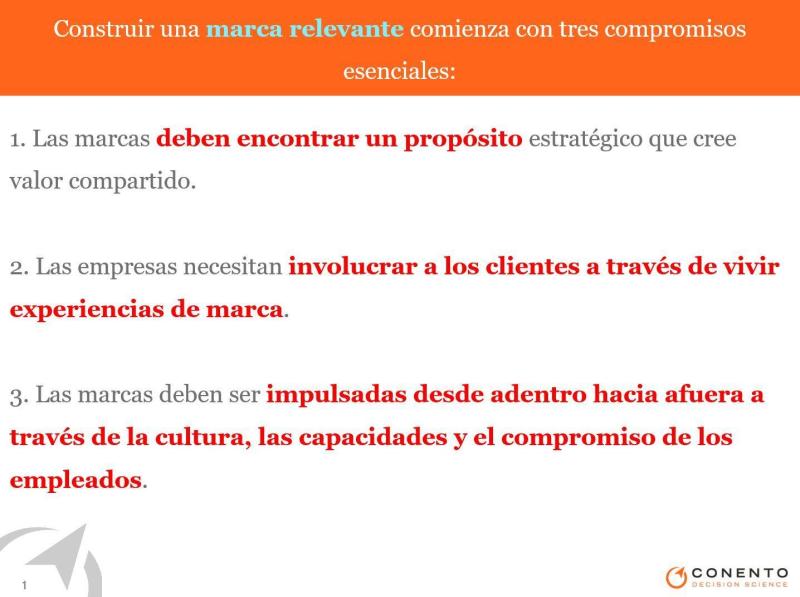 Construir una marca relevante comienza con tres compromisos
esenciales:
1. Las marcas deben encontrar un propósito estratégico que cree
valor compartido.
2. Las empresas necesitan involucrar a los clientes a través de vivir
experiencias de marca.
3. Las marcas deben ser impulsadas desde adentro hacia afuera a
través de la cultura, las capacidades y el compromiso de los
empleados.
1
CONENTO
DECISION SCIENCE